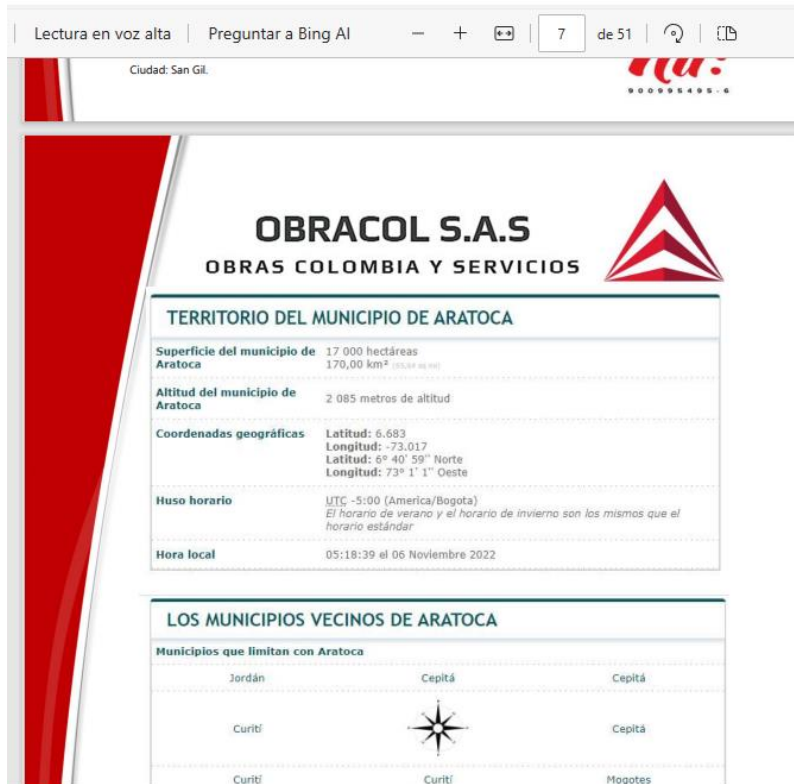 Lectura en voz alta
Preguntar a Bing AI
7
de 51
Ciudad: San Gil.
900995495-6
OBRACOL S.A.S
OBRAS COLOMBIA Y SERVICIOS
TERRITORIO DEL MUNICIPIO DE ARATOCA
Superficie del municipio de Aratoca
17 000 hectáreas
170,00 km²
Altitud del municipio de Aratoca
2 085 metros de altitud
Coordenadas geográficas
Latitud: 6.683
Longitud: -73.017
Latitud: 6° 40' 59'' Norte
Longitud: 73° 1' 1'' Oeste
Huso horario
UTC -5:00 (America/Bogota)
El horario de verano y el horario de invierno son los mismos que el
horario estándar
Hora local
05:18:39 el 06 Noviembre 2022
LOS MUNICIPIOS VECINOS DE ARATOCA
Municipios que limitan con Aratoca
Jordán Cepitá Cepitá
Curití Cepitá
Curití Curití Mogotes